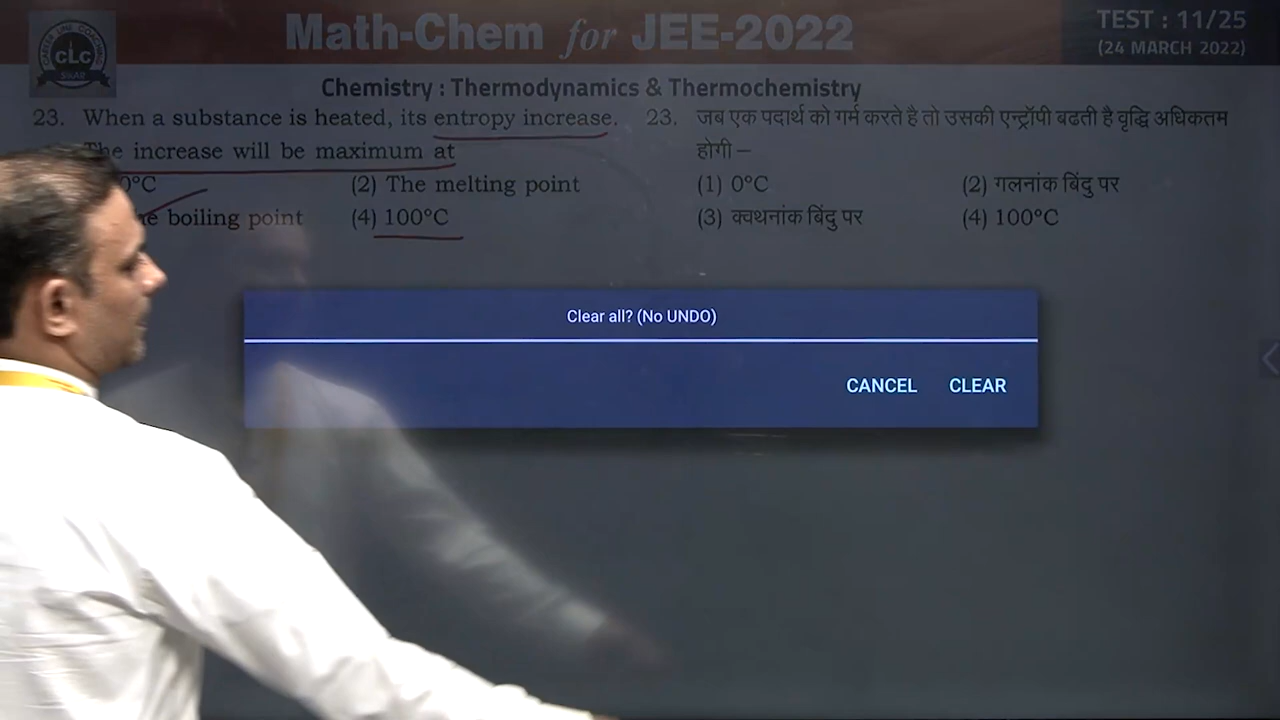 Math-Chem for JEE-2022
TEST : 11/25
(24 MARCH 2022)
CLC
SIKAR
Chemistry : Thermodynamics & Thermochemistry
23. When a substance is heated, its entropy increase.
The increase will be maximum at
0°C
(2) The melting point
boiling point
(4) 100°C
23. जब एक पदार्थ को गर्म करते है तो उसकी एन्ट्रॉपी बढती है वृद्धि अधिकतम
होगी –
(1) 0°C
(2) गलनांक बिंदु पर
(3) क्वथनांक बिंदु पर
(4) 100°C
Clear all? (No UNDO)
CANCEL CLEAR